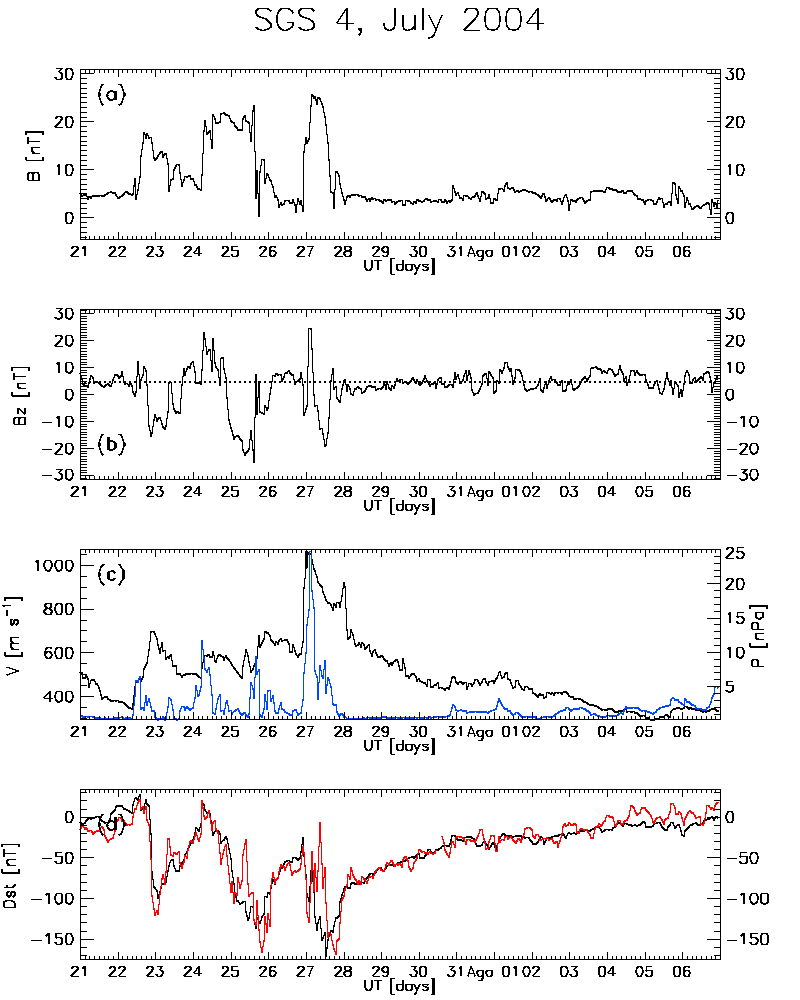 SGS 4, July 2004
30 30
(a)
20 20
B [nT]
10 10
0 0
21 22 23 24 25 26 27 28 29 30 31 Ago 01 02 03 04 05 06
UT [days]
30 30
20 20
10 10
Bz [nT]
0 0
-10 -10
(b)
-20 -20
-30 -30
21 22 23 24 25 26 27 28 29 30 31 Ago 01 02 03 04 05 06
UT [days]
25
1000
(c)
20
800
15
V [m s⁻¹]
P [nPa]
600
10
400
5
21 22 23 24 25 26 27 28 29 30 31 Ago 01 02 03 04 05 06
UT [days]
0 0
(d)
-50 -50
Dst [nT]
-100 -100
-150 -150
21 22 23 24 25 26 27 28 29 30 31 Ago 01 02 03 04 05 06
UT [days]